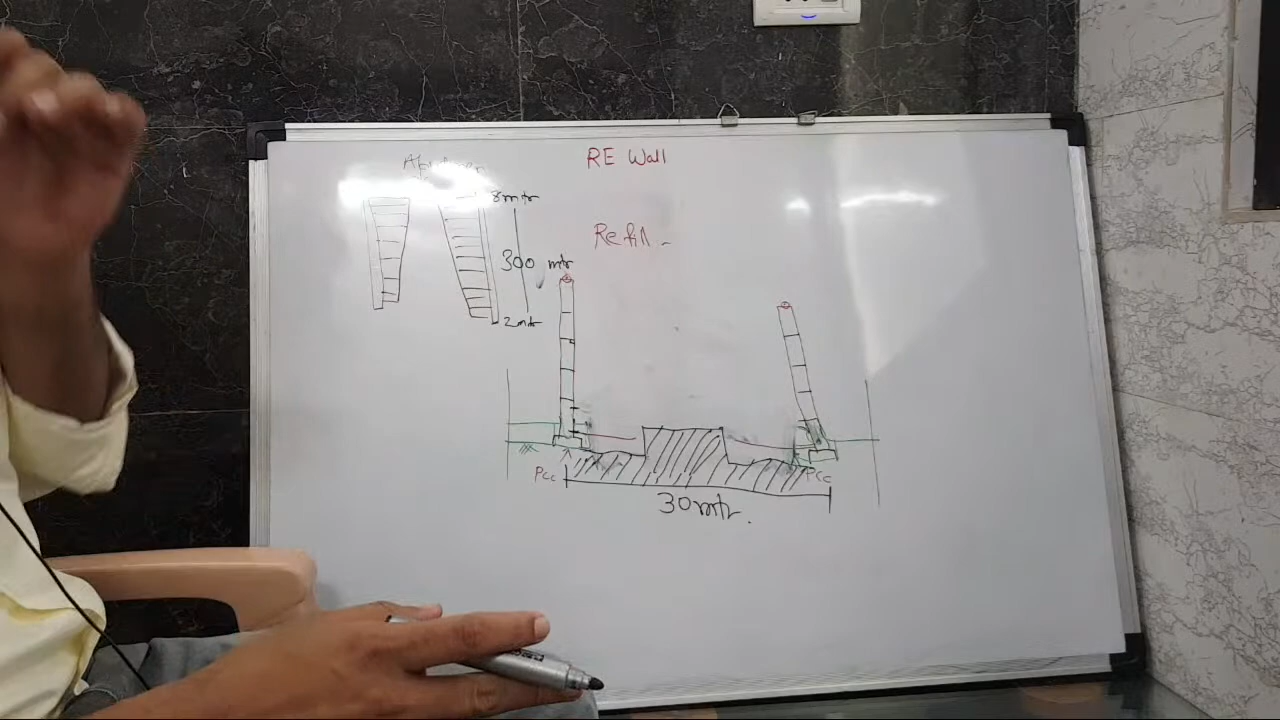 RE Wall
8mtr
Refill -
300 mtr
2mtr
Pcc
Pcc
30mtr.